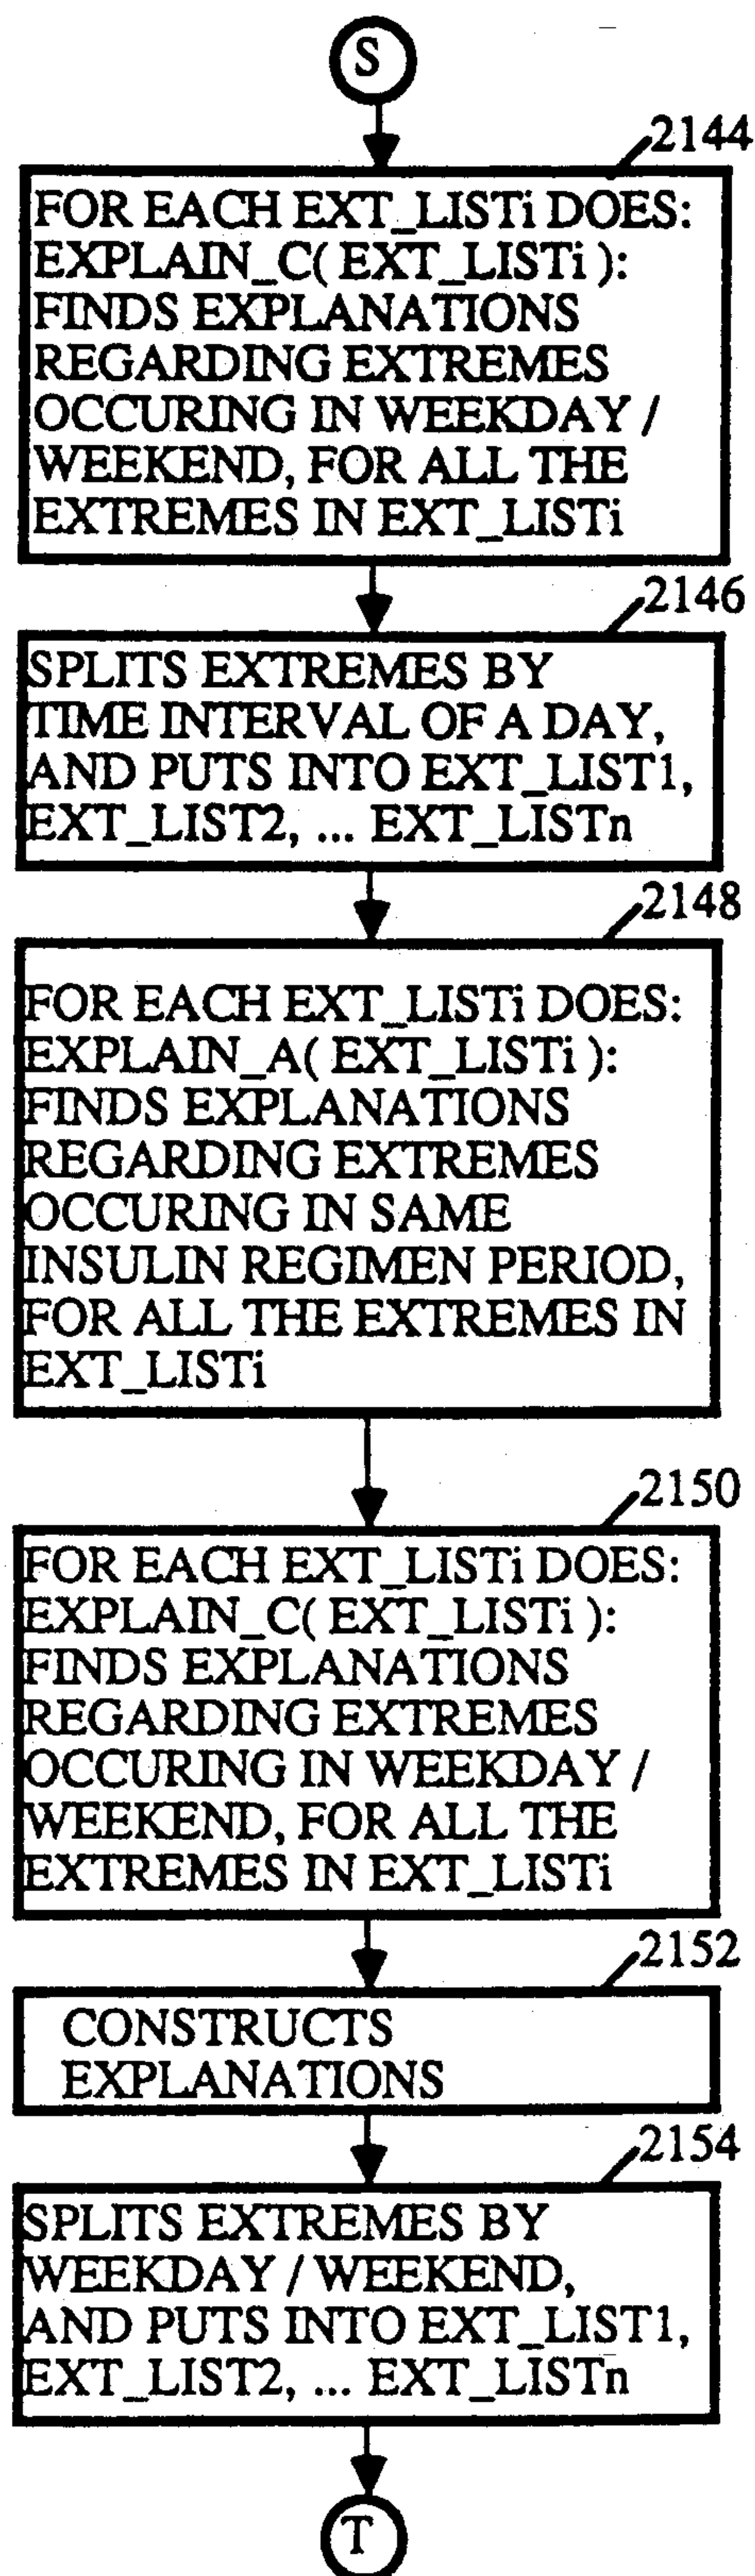 S
2144
FOR EACH EXT_LISTi DOES:
EXPLAIN_C( EXT_LISTi ):
FINDS EXPLANATIONS
REGARDING EXTREMES
OCCURING IN WEEKDAY /
WEEKEND, FOR ALL THE
EXTREMES IN EXT_LISTi
2146
SPLITS EXTREMES BY
TIME INTERVAL OF A DAY,
AND PUTS INTO EXT_LIST1,
EXT_LIST2, ... EXT_LISTn
2148
FOR EACH EXT_LISTi DOES:
EXPLAIN_A( EXT_LISTi ):
FINDS EXPLANATIONS
REGARDING EXTREMES
OCCURING IN SAME
INSULIN REGIMEN PERIOD,
FOR ALL THE EXTREMES IN
EXT_LISTi
2150
FOR EACH EXT_LISTi DOES:
EXPLAIN_C( EXT_LISTi ):
FINDS EXPLANATIONS
REGARDING EXTREMES
OCCURING IN WEEKDAY /
WEEKEND, FOR ALL THE
EXTREMES IN EXT_LISTi
2152
CONSTRUCTS
EXPLANATIONS
2154
SPLITS EXTREMES BY
WEEKDAY / WEEKEND,
AND PUTS INTO EXT_LIST1,
EXT_LIST2, ... EXT_LISTn
T